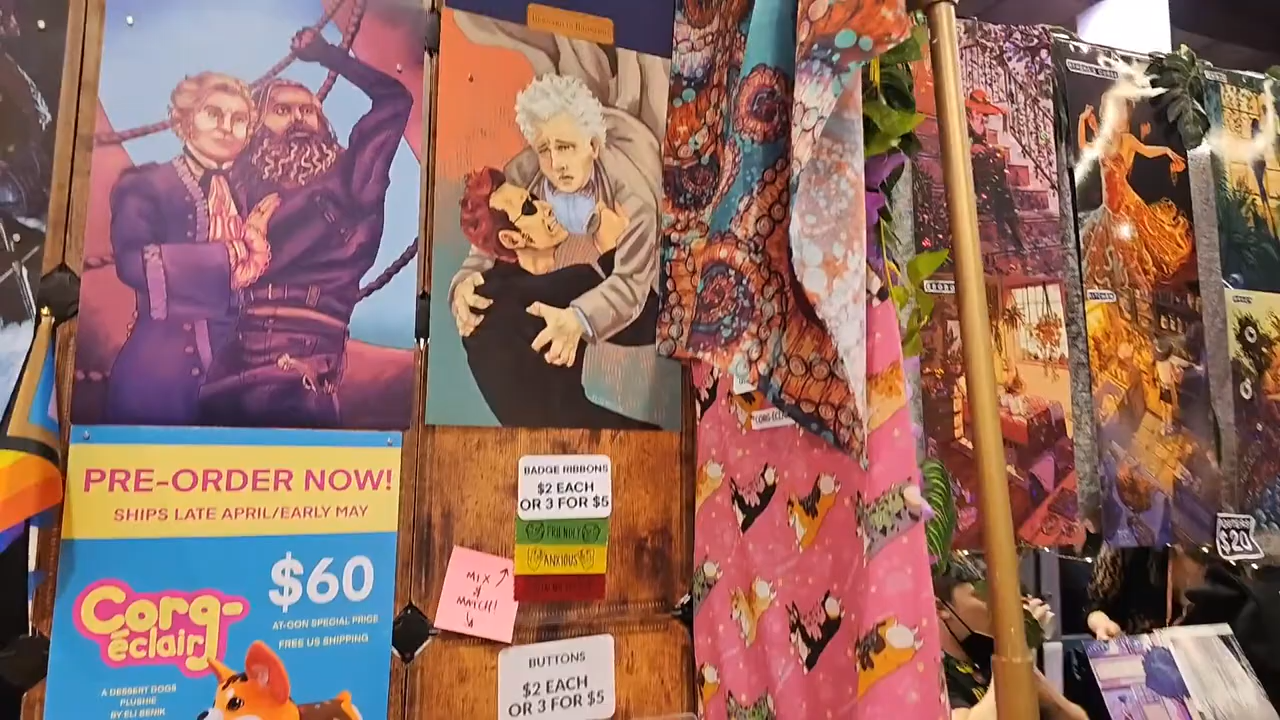 PRE-ORDER NOW!
SHIPS LATE APRIL/EARLY MAY
$60
AT-CON SPECIAL PRICE
FREE US SHIPPING
Corg-
éclair
A DESSERT DOGS
PLUSHIE
BY ELI BENIK
BADGE RIBBONS
$2 EACH
OR 3 FOR $5
FRIENDLY
ANXIOUS
MIX
&
MATCH!
BUTTONS
$2 EACH
OR 3 FOR $5
POSTERS
$20